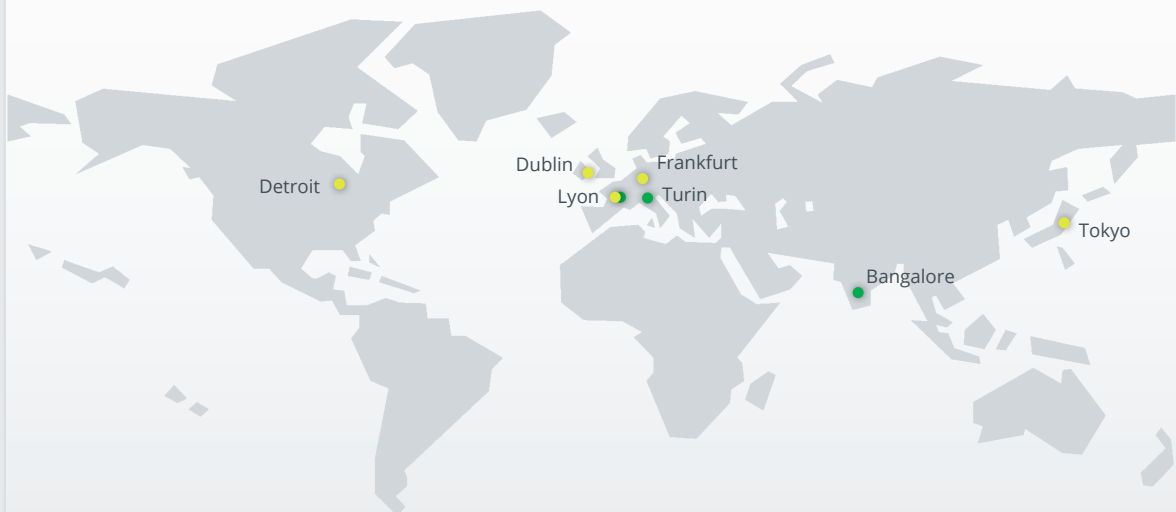 Dublin
Frankfurt
Detroit
Lyon
Turin
Tokyo
Bangalore